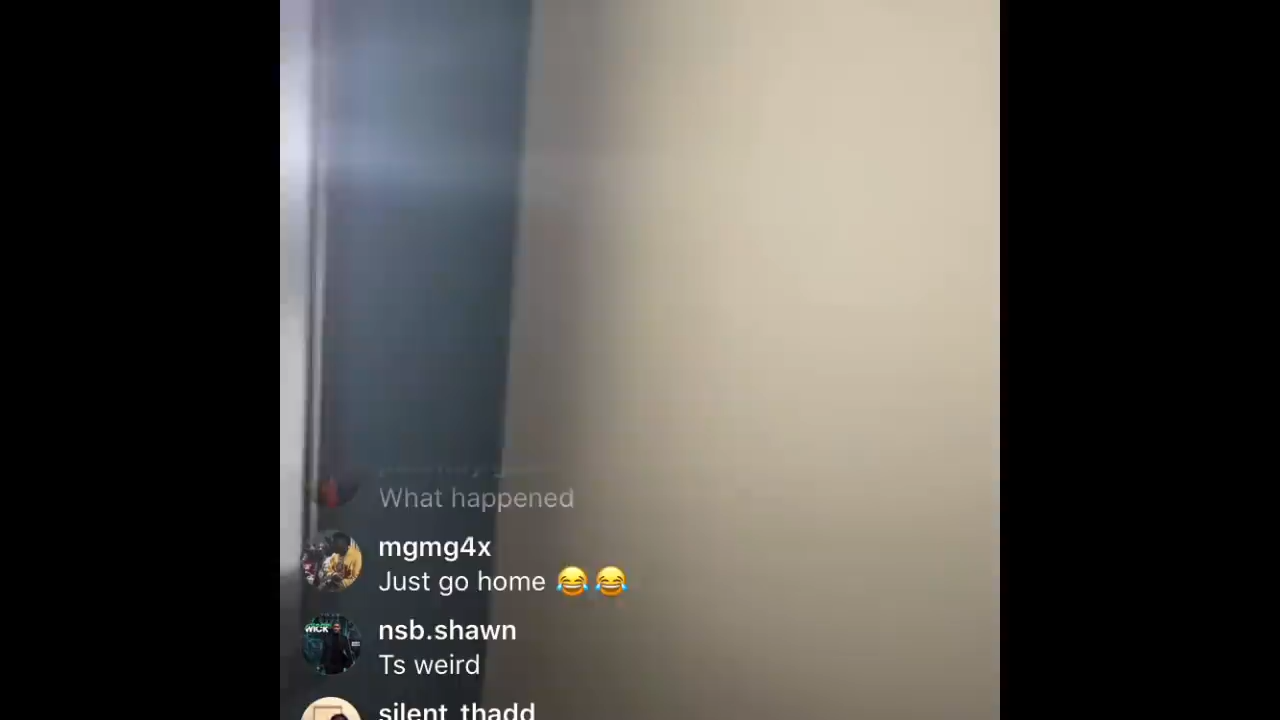 What happened
mgmg4x
Just go home 😂😂
nsb.shawn
Ts weird
silent_thadd